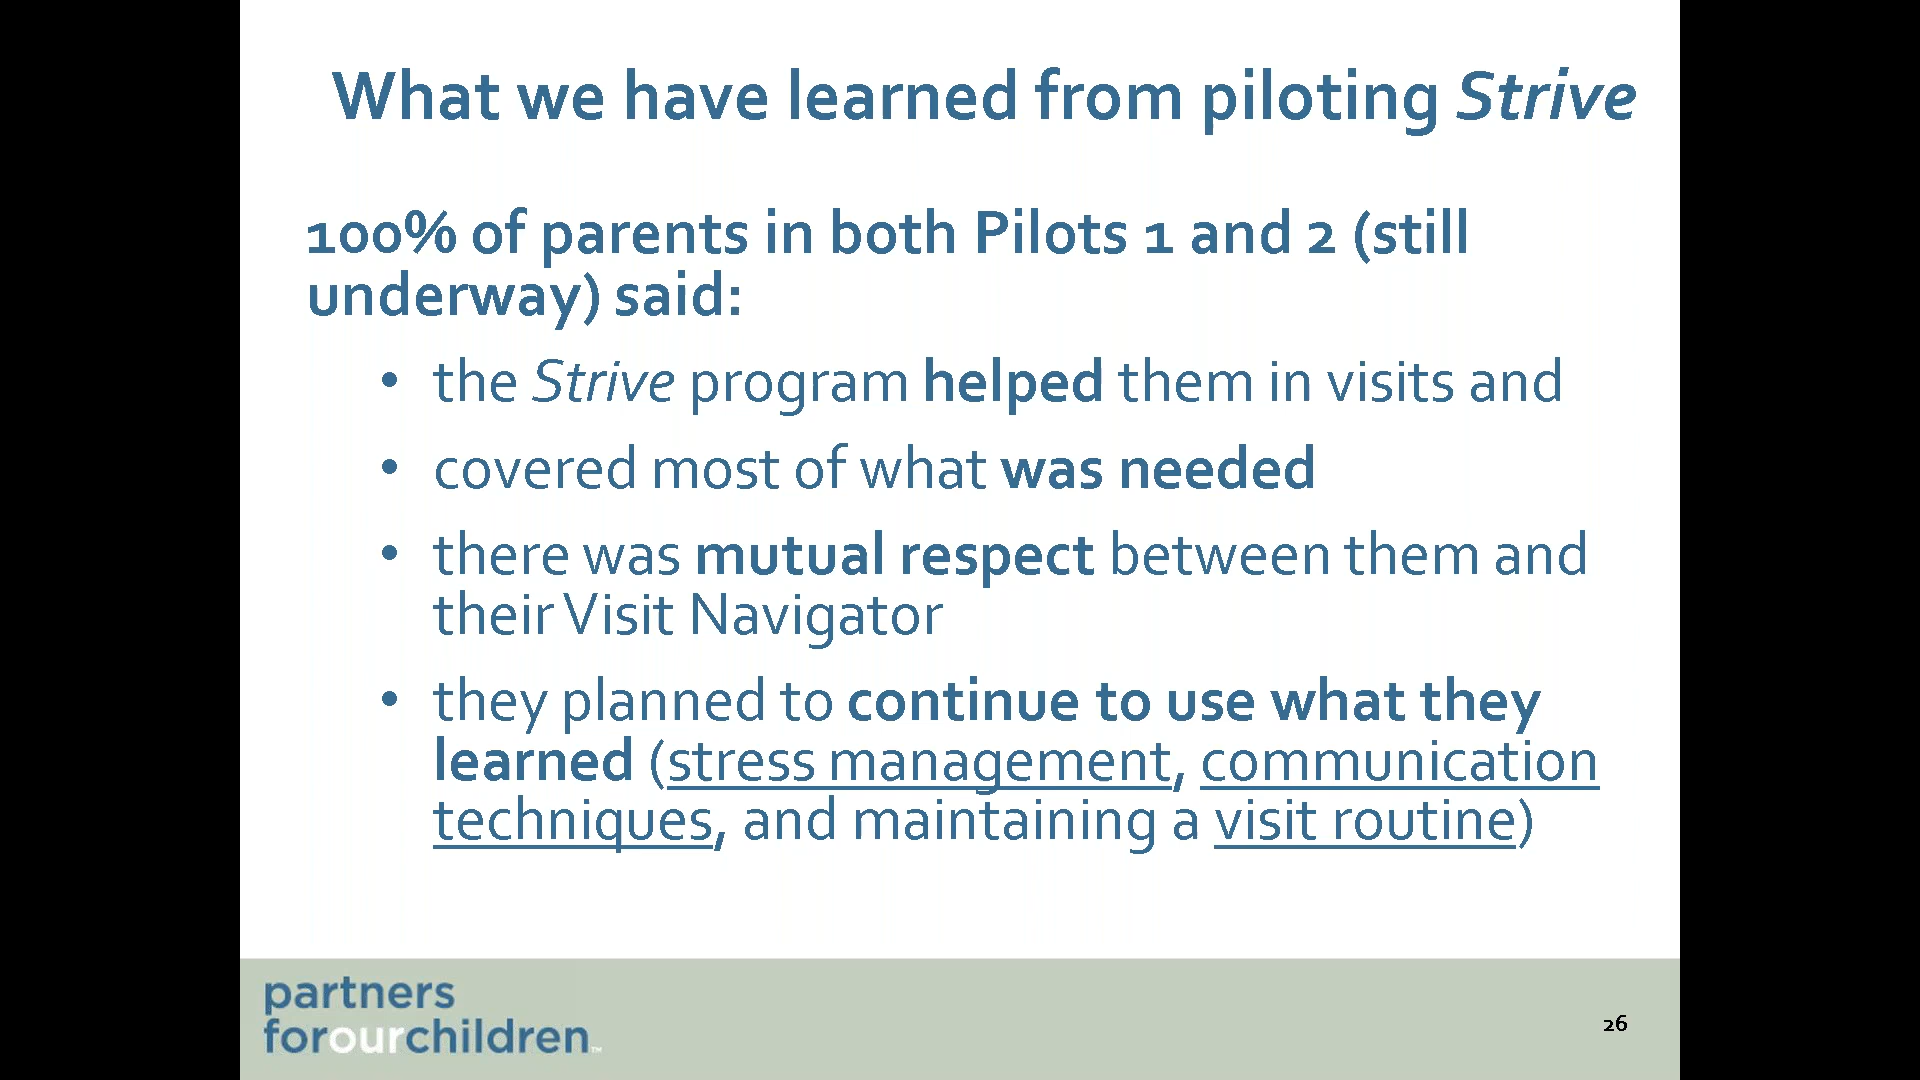 What we have learned from piloting Strive
100% of parents in both Pilots 1 and 2 (still
underway) said:
• the Strive program helped them in visits and
• covered most of what was needed
• there was mutual respect between them and
their Visit Navigator
• they planned to continue to use what they
learned (stress management, communication
techniques, and maintaining a visit routine)
partners
forourchildren™
26